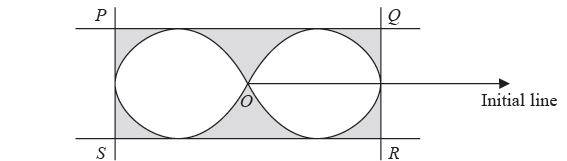 P Q
O
Initial line
S R